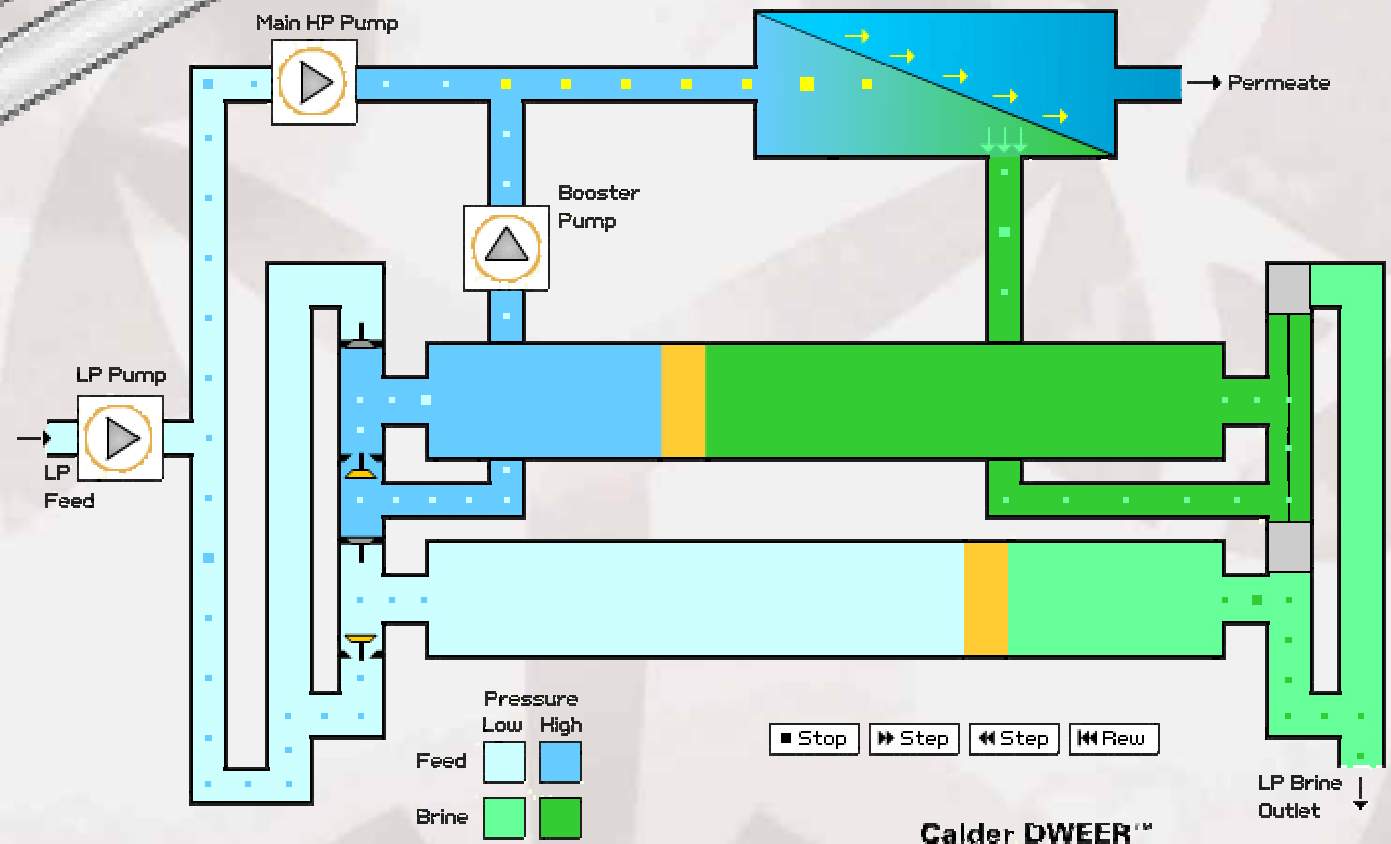 Main HP Pump
Permeate
Booster
Pump
LP Pump
LP
Feed
Pressure
Low High
Feed
Brine
Stop
Step
Step
Rew
LP Brine
Outlet
Calder DWEER™